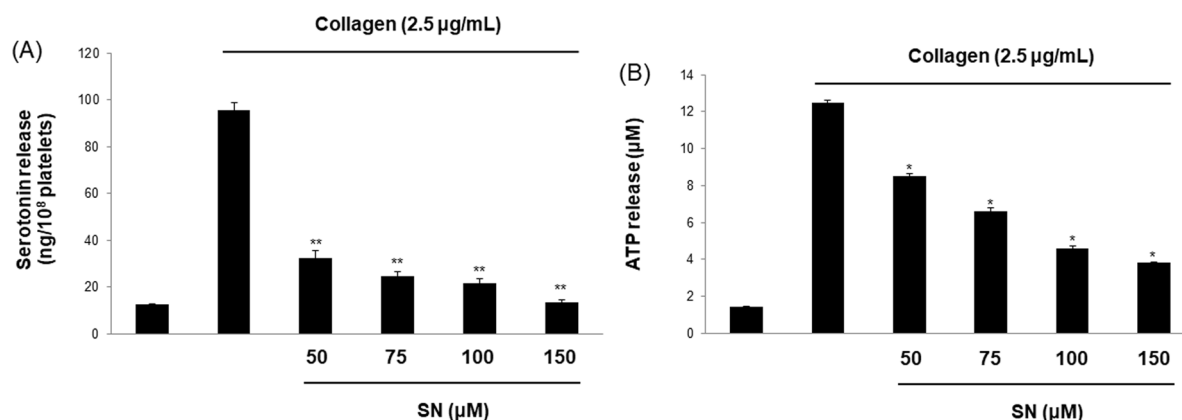 (A)
Collagen (2.5 µg/mL)
Serotonin release
(ng/10⁸ platelets)
120
100
80
60
40
20
0
**
**
**
**
50 75 100 150
SN (µM)
(B)
Collagen (2.5 µg/mL)
ATP release (µM)
14
12
10
8
6
4
2
0
*
*
*
*
50 75 100 150
SN (µM)